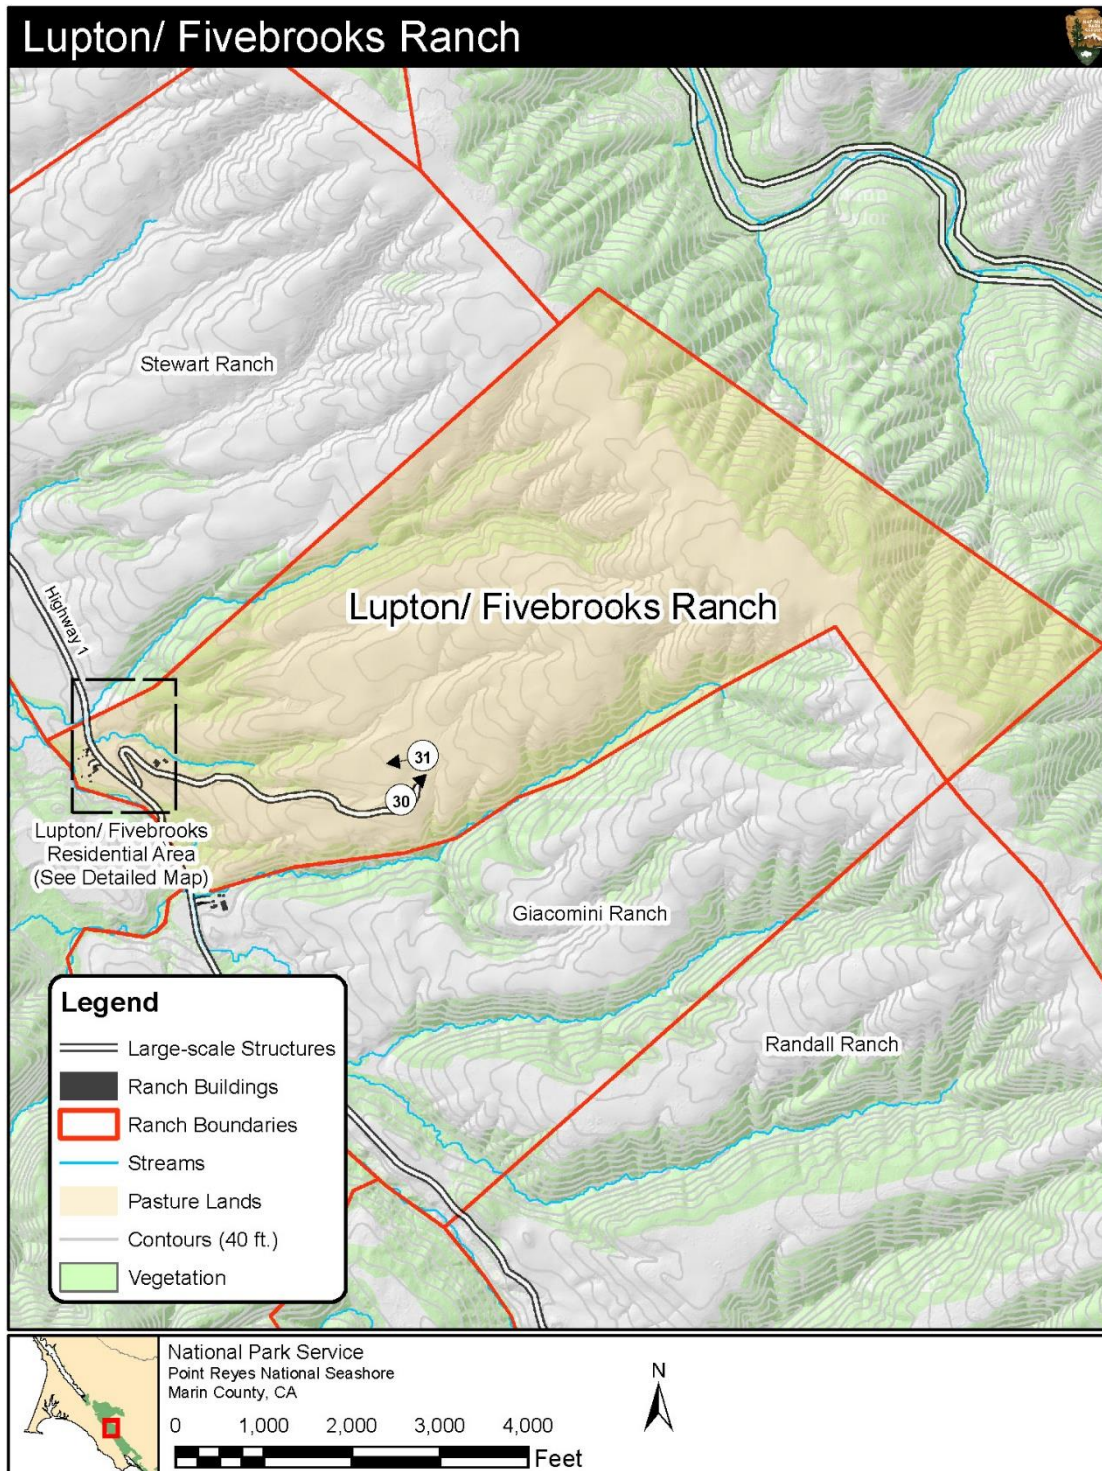 Lupton/ Fivebrooks Ranch
Stewart Ranch
Highway 1
Lupton/ Fivebrooks Ranch
31
30
Lupton/ Fivebrooks
Residential Area
(See Detailed Map)
Giacomini Ranch
Randall Ranch
Legend
Large-scale Structures
Ranch Buildings
Ranch Boundaries
Streams
Pasture Lands
Contours (40 ft.)
Vegetation
National Park Service
Point Reyes National Seashore
Marin County, CA
0 1,000 2,000 3,000 4,000
Feet
N